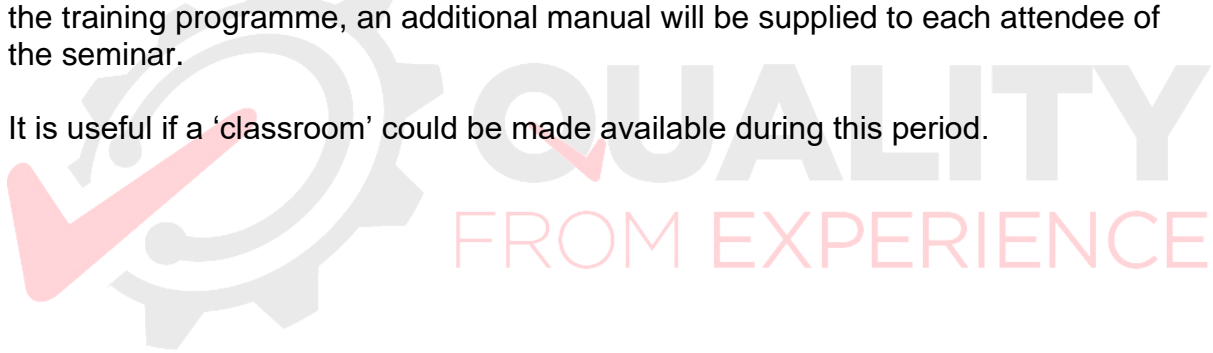 the training programme, an additional manual will be supplied to each attendee of
the seminar.
It is useful if a ‘classroom’ could be made available during this period.
QUALITY
FROM EXPERIENCE